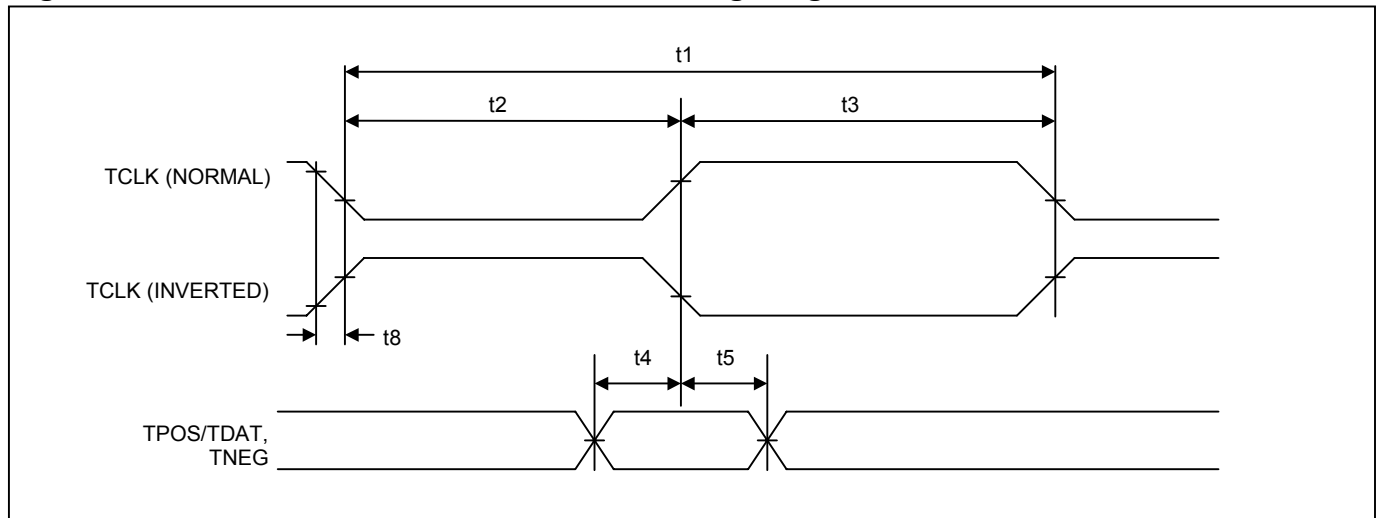 t1
t2
t3
TCLK (NORMAL)
TCLK (INVERTED)
t8
t4
t5
TPOS/TDAT,
TNEG